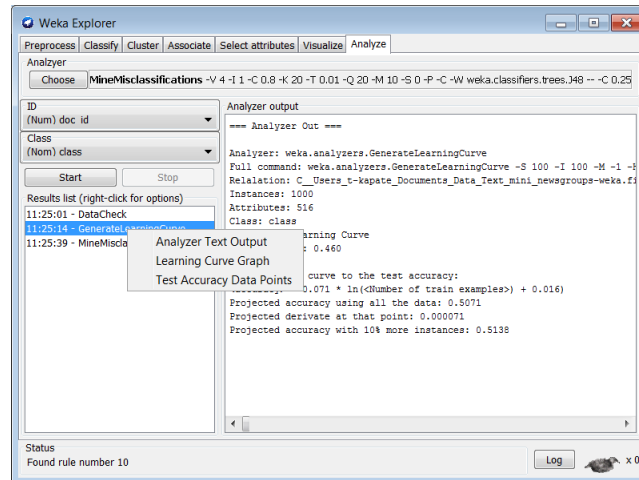 Weka Explorer
Preprocess Classify Cluster Associate Select attributes Visualize Analyze
Analzyer
Choose MineMisclassifications -V 4 -I 1 -C 0.8 -K 20 -T 0.01 -Q 20 -M 10 -S 0 -P -C -W weka.classifiers.trees.J48 -- -C 0.25
ID
(Num) doc id
Class
(Nom) class
Start Stop
Results list (right-click for options)
11:25:01 - DataCheck
11:25:14 - GenerateLearningCurve
11:25:39 - MineMiscla
Analyzer Text Output
Learning Curve Graph
Test Accuracy Data Points
Analyzer output
=== Analyzer Out ===
Analyzer: weka.analyzers.GenerateLearningCurve
Full command: weka.analyzers.GenerateLearningCurve -S 100 -I 100 -M -1 -
Relalation: C__Users_t-kapate_Documents_Data_Text_mini_newsgroups-weka.fi
Instances: 1000
Attributes: 516
Class: class
arning Curve
: 0.460
curve to the test accuracy:
0.071 * ln(<Number of train examples>) + 0.016)
Projected accuracy using all the data: 0.5071
Projected derivate at that point: 0.000071
Projected accuracy with 10% more instances: 0.5138
Status
Found rule number 10
Log
x 0